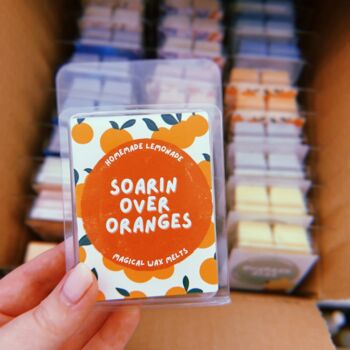 HOMEMADE LEMONADE
SOARIN
OVER
ORANGES
MAGICAL WAX MELTS